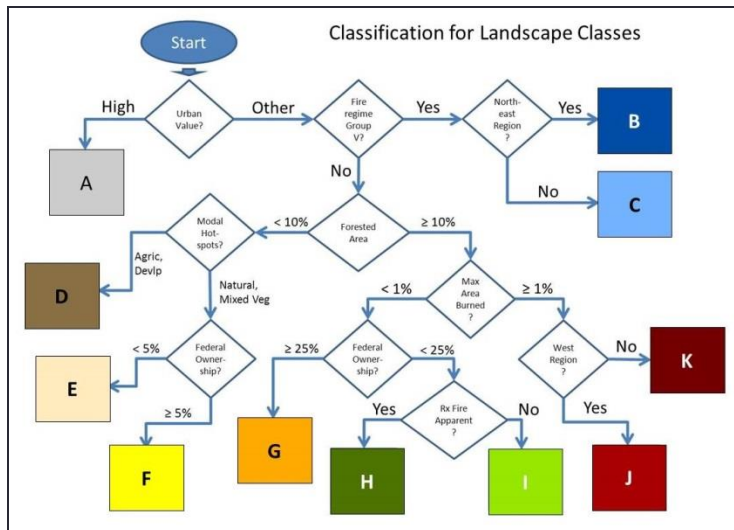 Classification for Landscape Classes
Start
High
Urban
Value?
Other
Fire
regime
Group
V?
Yes
North-
east
Region
?
Yes
B
A
No
No
C
Modal
Hot-
spots?
< 10%
Forested
Area
≥ 10%
Agric,
Devlp
D
Natural,
Mixed Veg
< 1%
Max
Area
Burned
?
≥ 1%
< 5%
Federal
Owner-
ship?
≥ 25%
Federal
Owner-
ship?
< 25%
West
Region
?
No
K
E
≥ 5%
Yes
Rx Fire
Apparent
?
No
Yes
F
G
H
I
J